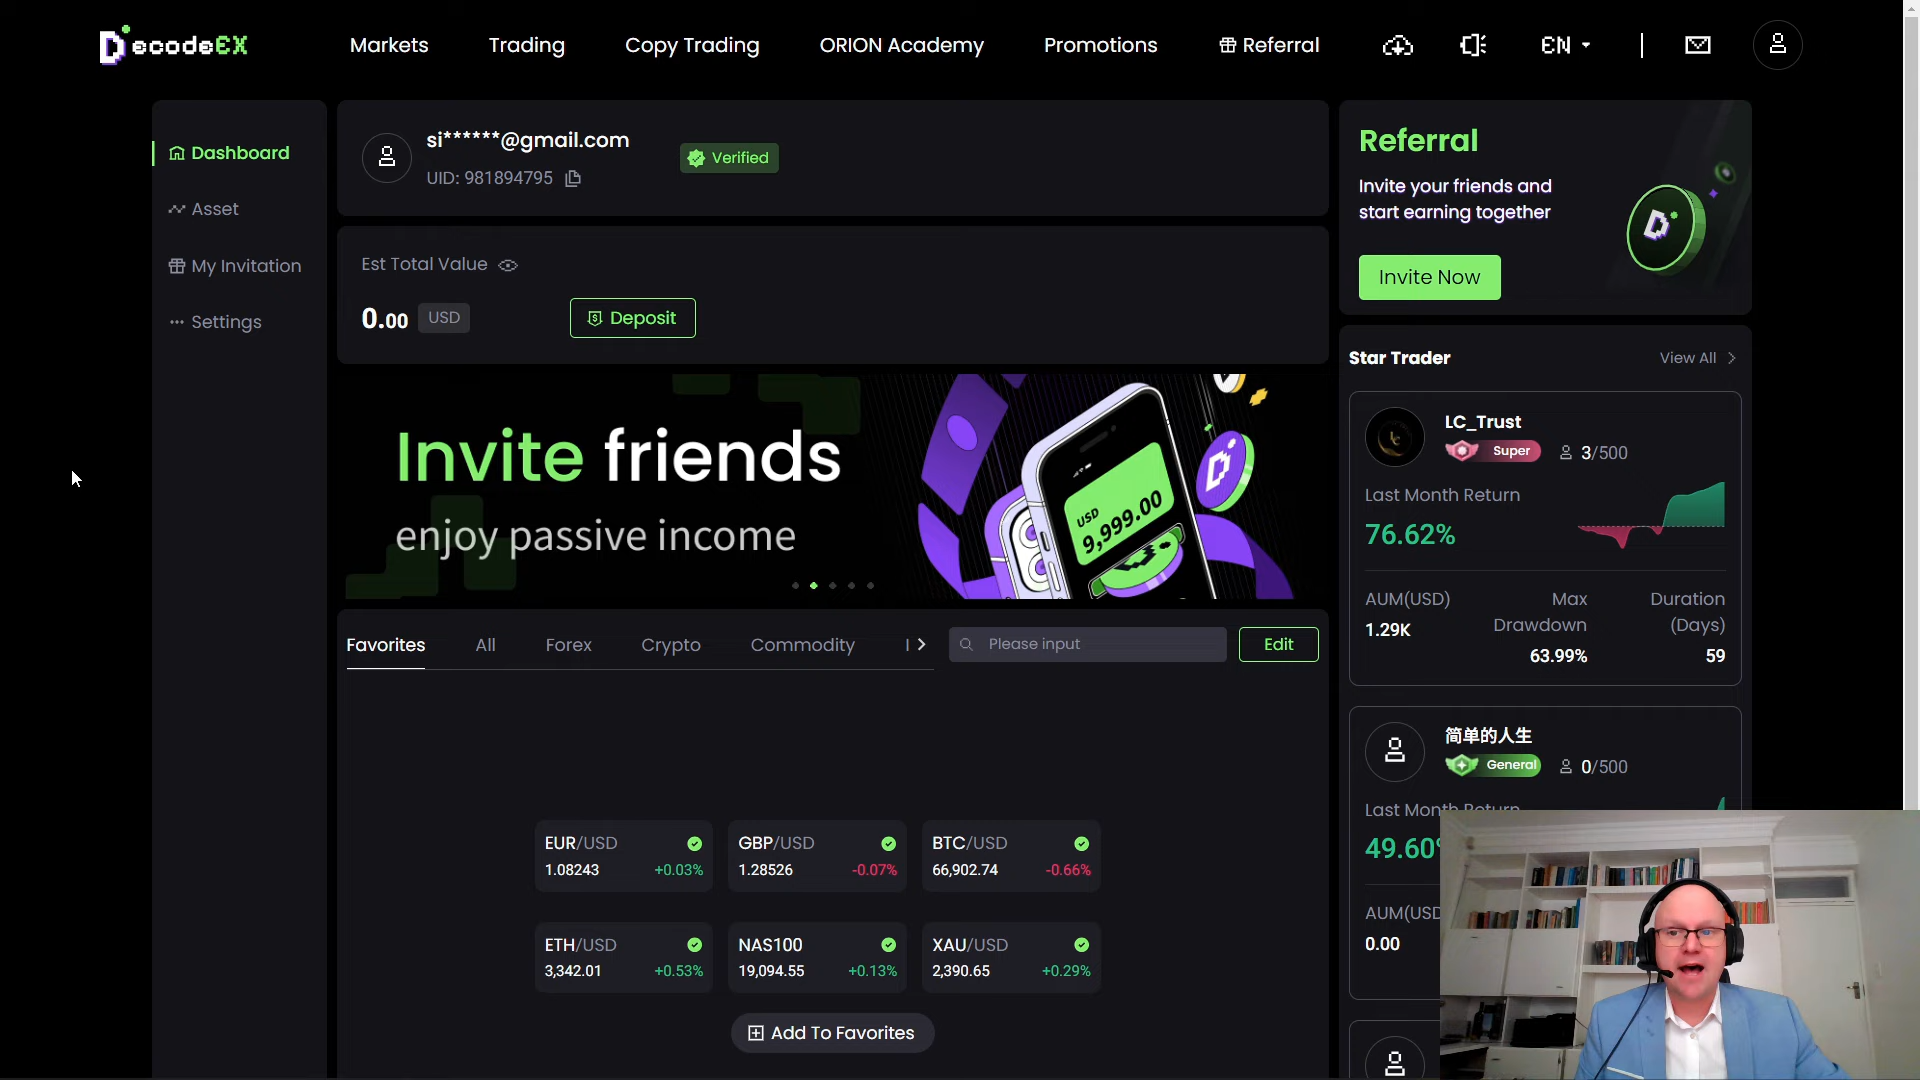 DecodeEX
Markets
Trading
Copy Trading
ORION Academy
Promotions
Referral
EN
Dashboard
Asset
My Invitation
Settings
si******@gmail.com
UID: 981894795
Verified
Est Total Value
0.00 USD
Deposit
Invite friends
enjoy passive income
USD
9,999.00
Favorites
All
Forex
Crypto
Commodity
Please input
Edit
EUR/USD
1.08243 +0.03%
GBP/USD
1.28526 -0.07%
BTC/USD
66,902.74 -0.66%
ETH/USD
3,342.01 +0.53%
NAS100
19,094.55 +0.13%
XAU/USD
2,390.65 +0.29%
Add To Favorites
Referral
Invite your friends and
start earning together
Invite Now
Star Trader
View All
LC_Trust
Super 3/500
Last Month Return
76.62%
AUM(USD)
1.29K
Max
Drawdown
63.99%
Duration
(Days)
59
简单的人生
General 0/500
Last Month Return
49.60%
AUM(USD
0.00